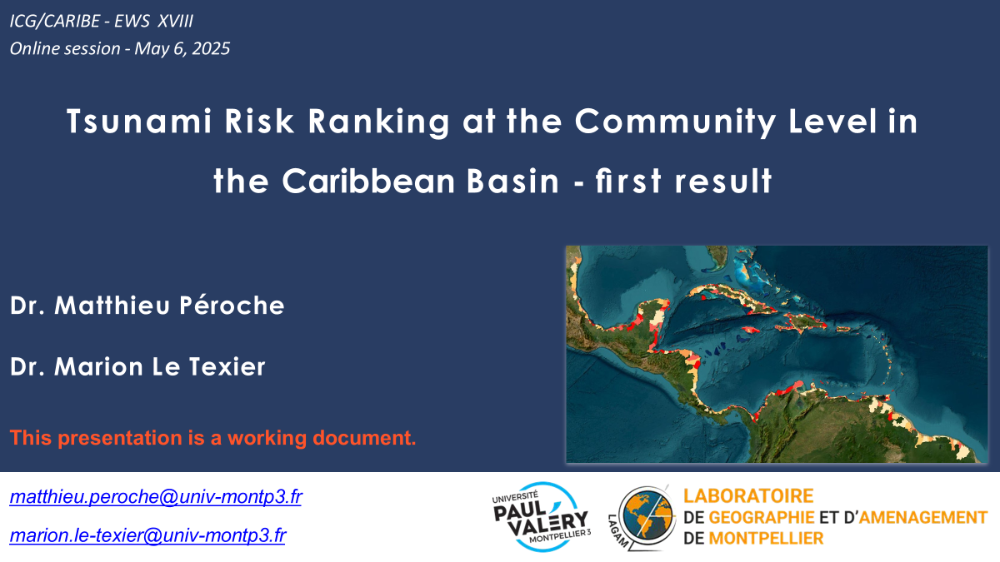 ICG/CARIBE - EWS XVIII
Online session - May 6, 2025
Tsunami Risk Ranking at the Community Level in
the Caribbean Basin - first result
Dr. Matthieu Péroche
Dr. Marion Le Texier
This presentation is a working document.
matthieu.peroche@univ-montp3.fr
marion.le-texier@univ-montp3.fr
UNIVERSITÉ
PAUL
VALÉRY
MONTPELLIER 3
LAGAM
LABORATOIRE
DE GEOGRAPHIE ET D'AMENAGEMENT
DE MONTPELLIER